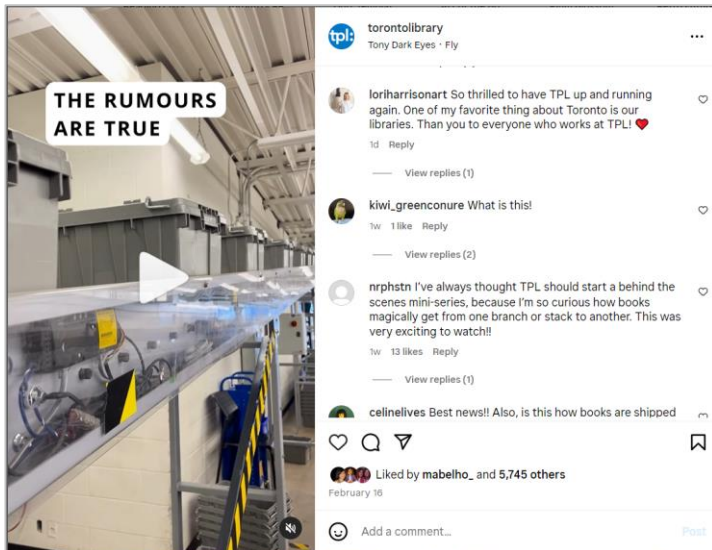 THE RUMOURS
ARE TRUE
tpl:
torontolibrary
Tony Dark Eyes · Fly
loriharrisonart So thrilled to have TPL up and running
again. One of my favorite thing about Toronto is our
libraries. Than you to everyone who works at TPL! ❤️
1d Reply
View replies (1)
kiwi_greenconure What is this!
1w 1 like Reply
View replies (2)
nrphstn I've always thought TPL should start a behind the
scenes mini-series, because I'm so curious how books
magically get from one branch or stack to another. This was
very exciting to watch!!
1w 13 likes Reply
View replies (1)
celinelives Best news!! Also, is this how books are shipped
Liked by mabelho_ and 5,745 others
February 16
Add a comment...
Post